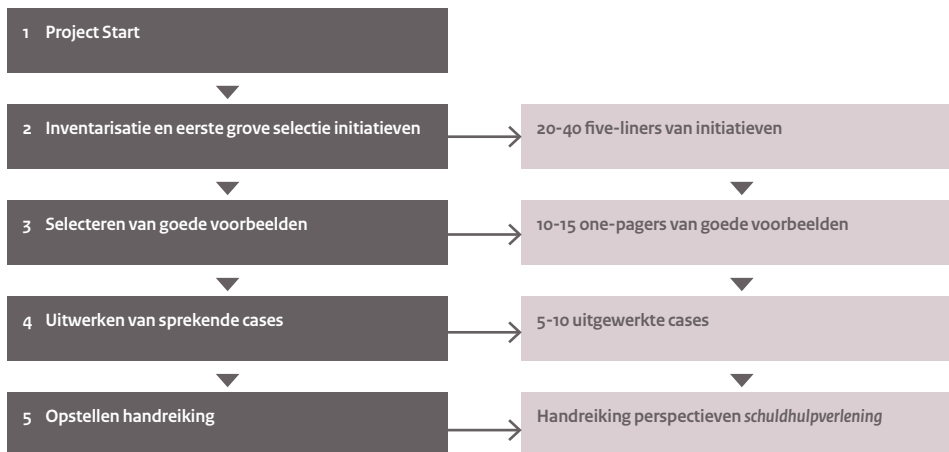 1 Project Start
2 Inventarisatie en eerste grove selectie initiatieven
20-40 five-liners van initiatieven
3 Selecteren van goede voorbeelden
10-15 one-pagers van goede voorbeelden
4 Uitwerken van sprekende cases
5-10 uitgewerkte cases
5 Opstellen handreiking
Handreiking perspectieven schuldhulpverlening